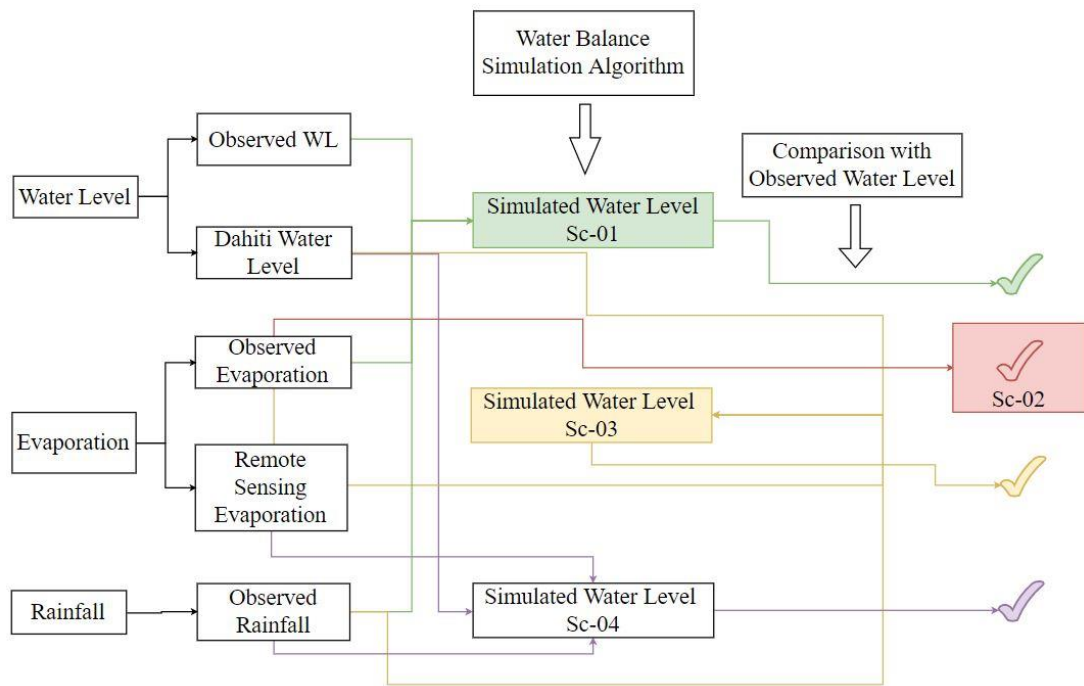 Water Balance
Simulation Algorithm
Observed WL
Comparison with
Observed Water Level
Water Level
Simulated Water Level
Sc-01
Dahiti Water
Level
Observed
Evaporation
Sc-02
Simulated Water Level
Sc-03
Evaporation
Remote
Sensing
Evaporation
Rainfall
Observed
Rainfall
Simulated Water Level
Sc-04